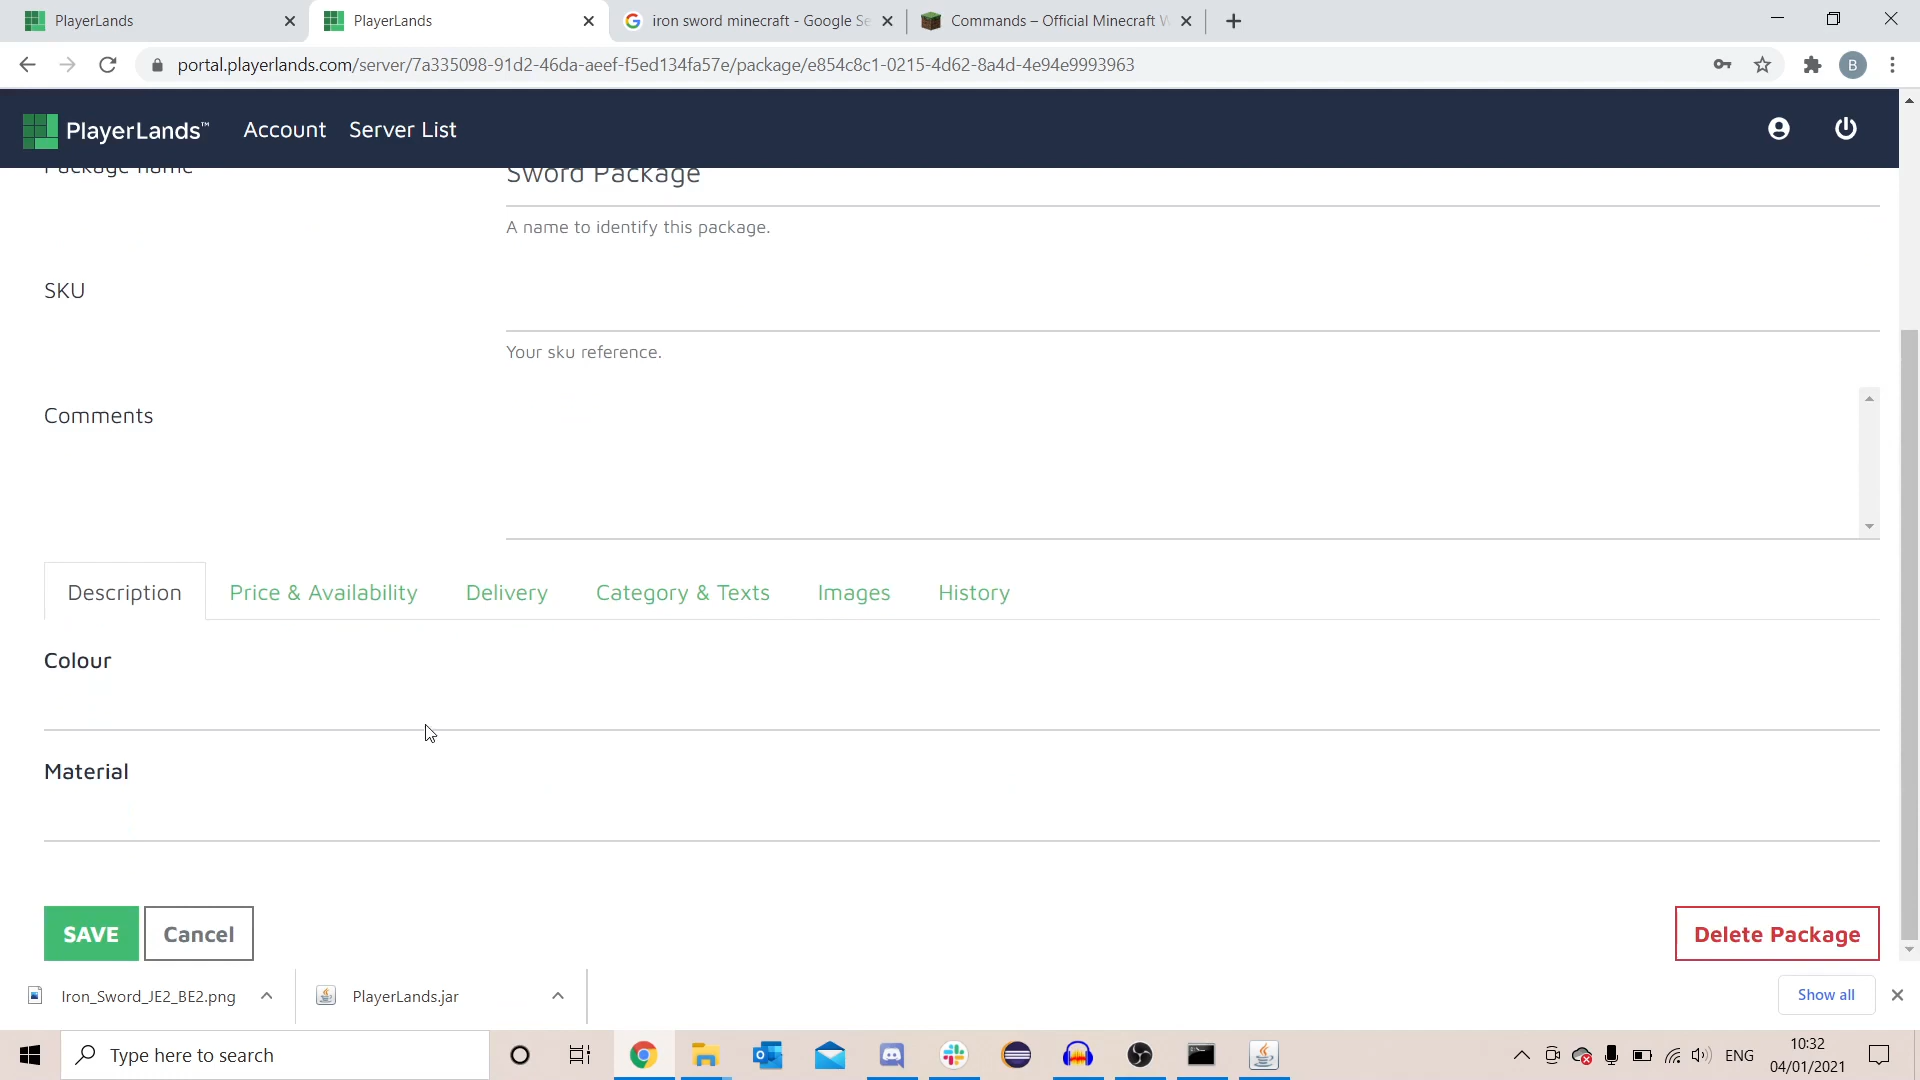 PlayerLands
PlayerLands
iron sword minecraft - Google Se
Commands – Official Minecraft W
portal.playerlands.com/server/7a335098-91d2-46da-aeef-f5ed134fa57e/package/e854c8c1-0215-4d62-8a4d-4e94e9993963
B
PlayerLands™
Account
Server List
Package name
Sword Package
A name to identify this package.
SKU
Your sku reference.
Comments
Description
Price & Availability
Delivery
Category & Texts
Images
History
Colour
Material
SAVE
Cancel
Delete Package
Iron_Sword_JE2_BE2.png
PlayerLands.jar
Show all
Type here to search
ENG
10:32
04/01/2021